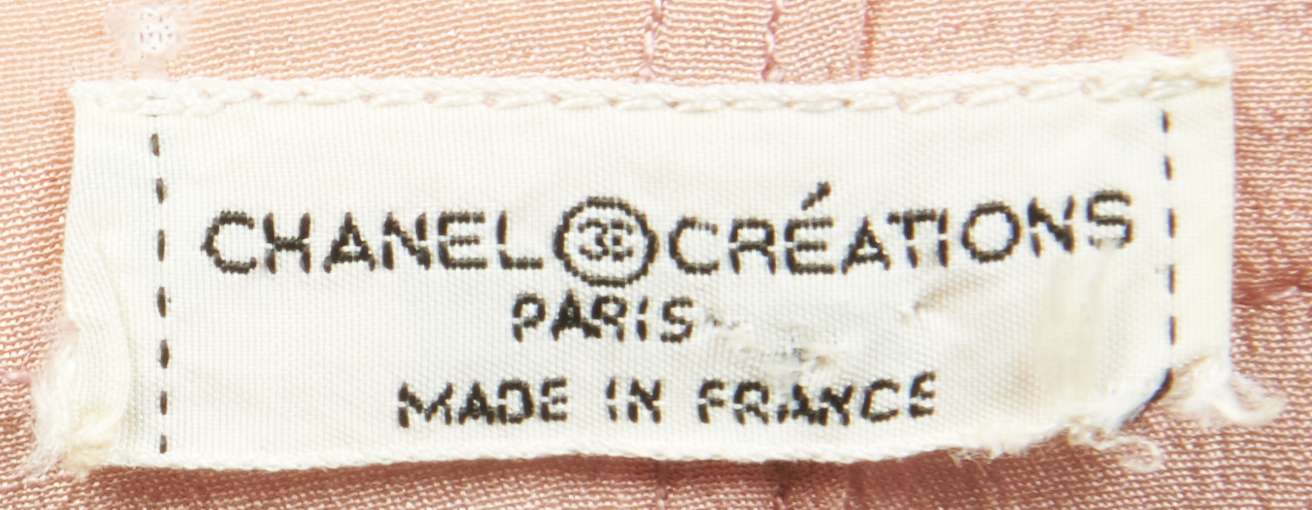 CHANEL CRÉATIONS
PARIS
MADE IN FRANCE